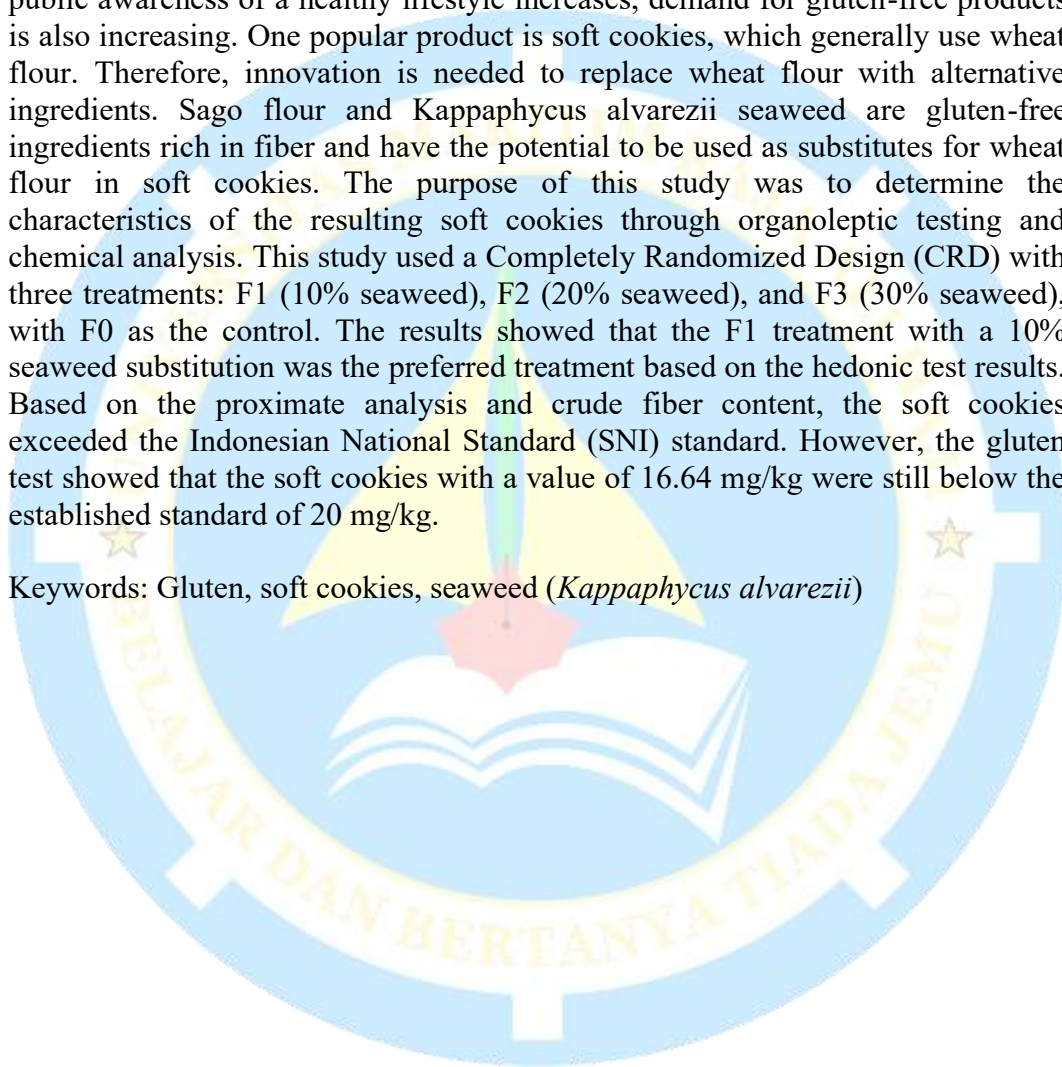 public awareness of a healthy lifestyle increases, demand for gluten-free products
is also increasing. One popular product is soft cookies, which generally use wheat
flour. Therefore, innovation is needed to replace wheat flour with alternative
ingredients. Sago flour and Kappaphycus alvarezii seaweed are gluten-free
ingredients rich in fiber and have the potential to be used as substitutes for wheat
flour in soft cookies. The purpose of this study was to determine the
characteristics of the resulting soft cookies through organoleptic testing and
chemical analysis. This study used a Completely Randomized Design (CRD) with
three treatments: F1 (10% seaweed), F2 (20% seaweed), and F3 (30% seaweed),
with F0 as the control. The results showed that the F1 treatment with a 10%
seaweed substitution was the preferred treatment based on the hedonic test results.
Based on the proximate analysis and crude fiber content, the soft cookies
exceeded the Indonesian National Standard (SNI) standard. However, the gluten
test showed that the soft cookies with a value of 16.64 mg/kg were still below the
established standard of 20 mg/kg.
Keywords: Gluten, soft cookies, seaweed (Kappaphycus alvarezii)
BELAJAR DAN BERTANYA TIADA JEMU